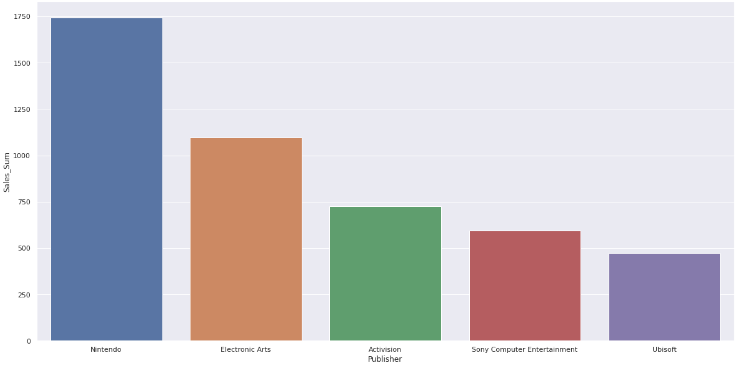 1750
1500
1250
1000
750
500
250
0
Sales_Sum
Nintendo
Electronic Arts
Activision
Sony Computer Entertainment
Ubisoft
Publisher